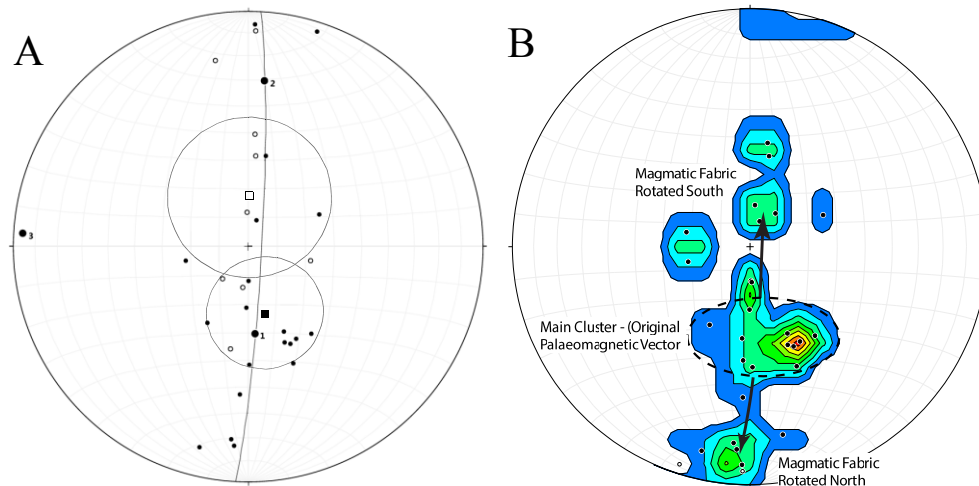 A
2
3
1
B
Magmatic Fabric
Rotated South
Main Cluster - (Original
Palaeomagnetic Vector
Magmatic Fabric
Rotated North